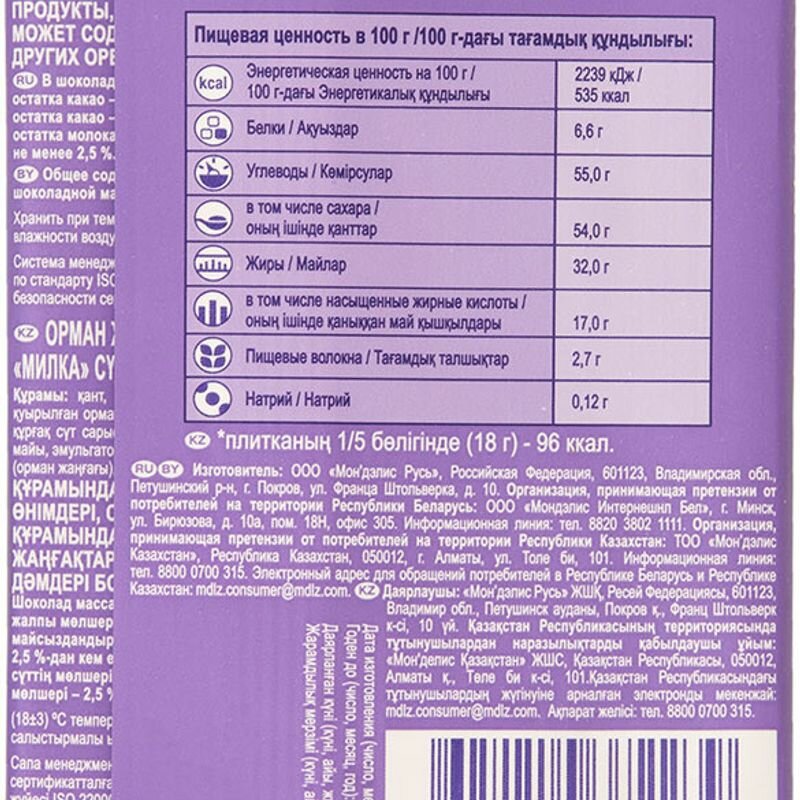 ПРОДУКТЫ,
МОЖЕТ СОД
ДРУГИХ ОРЕ
RU В шоколад
остатка какао –
остатка какао –
остатка молока
не менее 2,5 %.
BY Общее сод
шоколадной ма
Хранить при тем
влажности возду
Система менедж
по стандарту ISO
безопасности се
KZ ОРМАН Ж
«МИЛКА» СҮ
Құрамы: қант,
қуырылған орма
құрғақ сүт сары
майы, эмульгато
(орман жаңғағы)
ҚҰРАМЫНДА
ӨНІМДЕРІ, С
ҚҰРАМЫНДА
ЖАҢҒАҚТАР
ДӘМДЕРІ БО
Шоколад масса
жалпы мөлшер
майсыздандыр
2,5 %-дан кем е
сүттің мөлшері
мөлшері – 2,5 %
(18±3) °С темпер
салыстырмалы ы
Сапа менеджмен
сертификатталғ
жүйесі ISO 22000
Пищевая ценность в 100 г /100 г-дағы тағамдық құндылығы:
kcal Энергетическая ценность на 100 г / 2239 кДж /
100 г-дағы Энергетикалық құндылығы 535 ккал
Белки / Ақуыздар 6,6 г
Углеводы / Көмірсулар 55,0 г
в том числе сахара /
оның ішінде қанттар 54,0 г
Жиры / Майлар 32,0 г
в том числе насыщенные жирные кислоты /
оның ішінде қаныққан май қышқылдары 17,0 г
Пищевые волокна / Тағамдық талшықтар 2,7 г
Натрий / Натрий 0,12 г
KZ *плитканың 1/5 бөлігінде (18 г) - 96 ккал.
RU BY Изготовитель: ООО «Мон'дэлис Русь», Российская Федерация, 601123, Владимирская обл.,
Петушинский р-н, г. Покров, ул. Франца Штольверка, д. 10. Организация, принимающая претензии от
потребителей на территории Республики Беларусь: ООО «Мондэлис Интернешнл Бел», г. Минск,
ул. Бирюзова, д. 10а, пом. 18Н, офис 305. Информационная линия: тел. 8820 3802 1111. Организация,
принимающая претензии от потребителей на территории Республики Казахстан: ТОО «Мон'дэлис
Казахстан», Республика Казахстан, 050012, г. Алматы, ул. Толе би, 101. Информационная линия:
тел. 8800 0700 315. Электронный адрес для обращений потребителей в Республике Беларусь и Республике
Казахстан: mdlz.consumer@mdlz.com. KZ Даярлаушы: «Мон'дэлис Русь» ЖШҚ, Ресей Федерациясы, 601123,
Владимир обл., Петушинск ауданы, Покров қ., Франц Штольверк
к-сі, 10 үй. Қазақстан Республикасының территориясында
тұтынушылардан наразылықтарды қабылдаушы ұйым:
«Мон'делис Қазақстан» ЖШС, Қазақстан Республикасы, 050012,
Алматы қ., Төле би к-сі, 101.Қазақстан Республикасындағы
тұтынушылардың жүгінуіне арналған электронды мекенжай:
mdlz.consumer@mdlz.com. Ақпарат желісі: тел. 8800 0700 315.
Дата изготовления (число, ме
Годен до (число, месяц, год):
Даярланған күні (күні, айы, ж
Жарамдылық мерзімі (күні, а